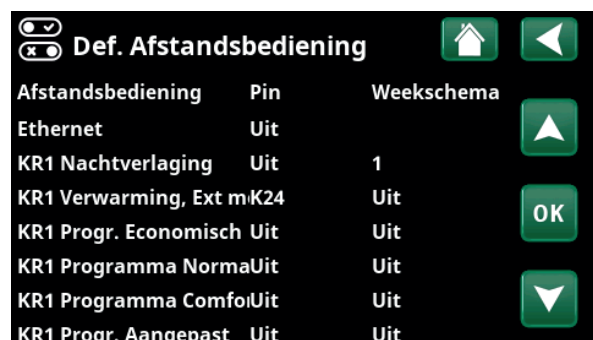 Def. Afstandsbediening
Afstandsbediening Pin Weekschema
Ethernet Uit
KR1 Nachtverlaging Uit 1
KR1 Verwarming, Ext m K24 Uit
OK
KR1 Progr. Economisch Uit Uit
KR1 Programma Norma Uit Uit
KR1 Programma Comfo Uit Uit
KR1 Progr. Aangepast Uit Uit